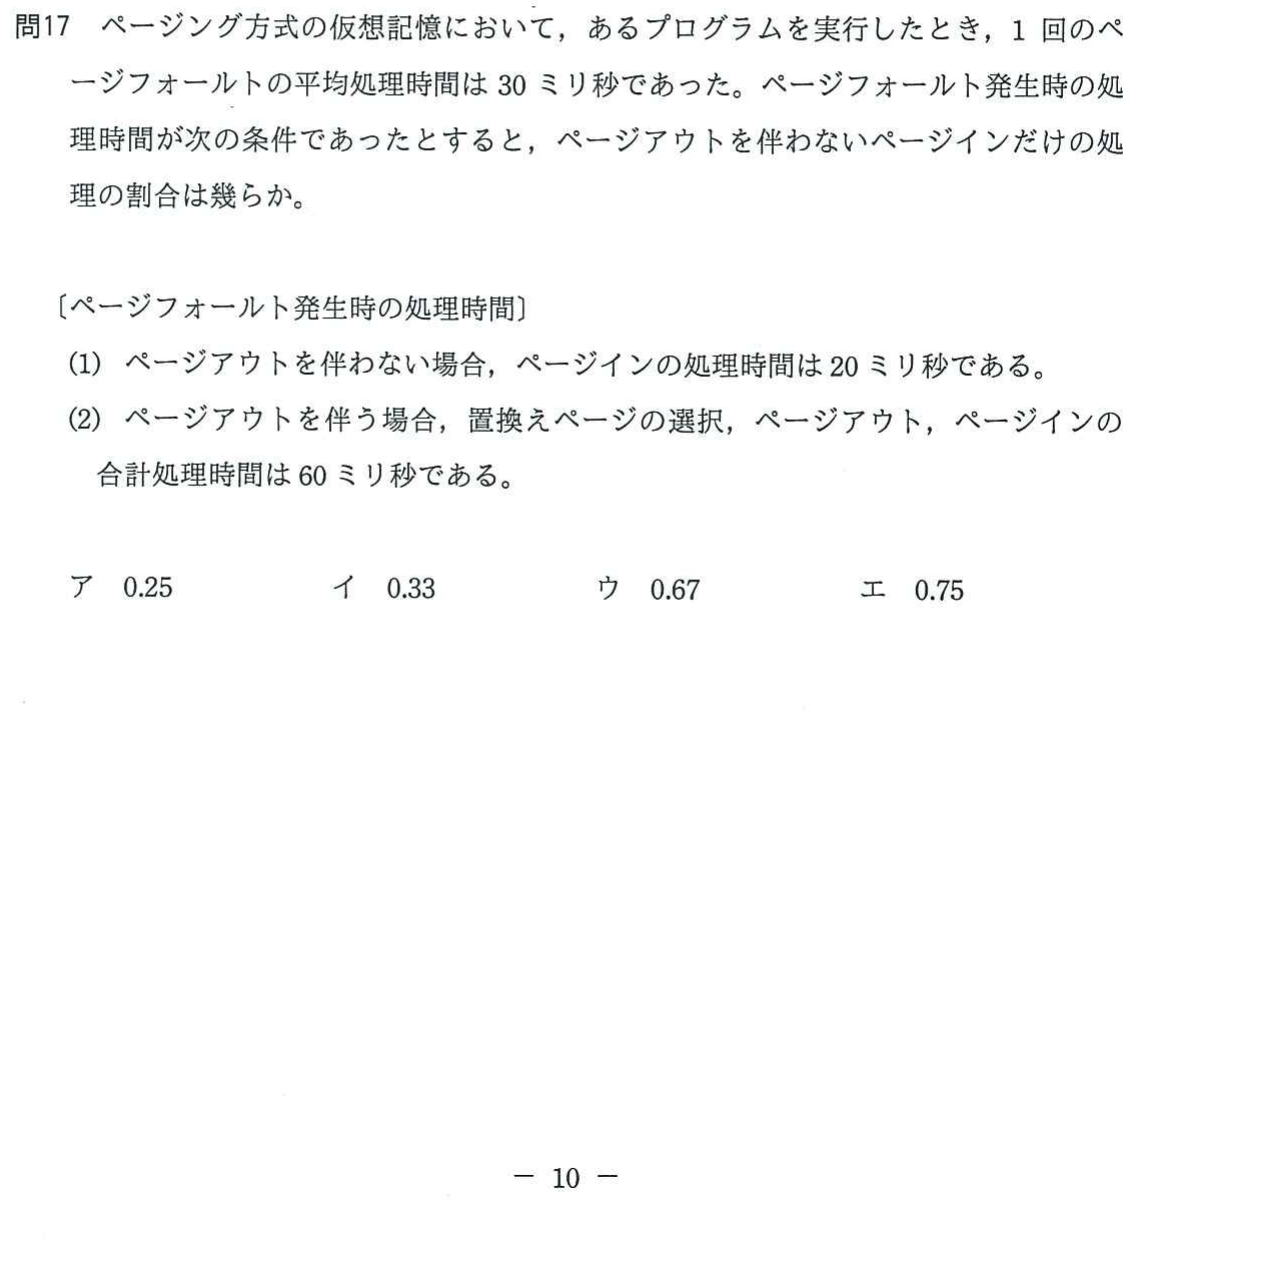 問17 ページング方式の仮想記憶において，あるプログラムを実行したとき，1 回のペ
ージフォールトの平均処理時間は 30 ミリ秒であった。ページフォールト発生時の処
理時間が次の条件であったとすると，ページアウトを伴わないページインだけの処
理の割合は幾らか。
〔ページフォールト発生時の処理時間〕
(1) ページアウトを伴わない場合，ページインの処理時間は 20 ミリ秒である。
(2) ページアウトを伴う場合，置換えページの選択，ページアウト，ページインの
合計処理時間は 60 ミリ秒である。
ア 0.25 イ 0.33 ウ 0.67 エ 0.75
－ 10 －